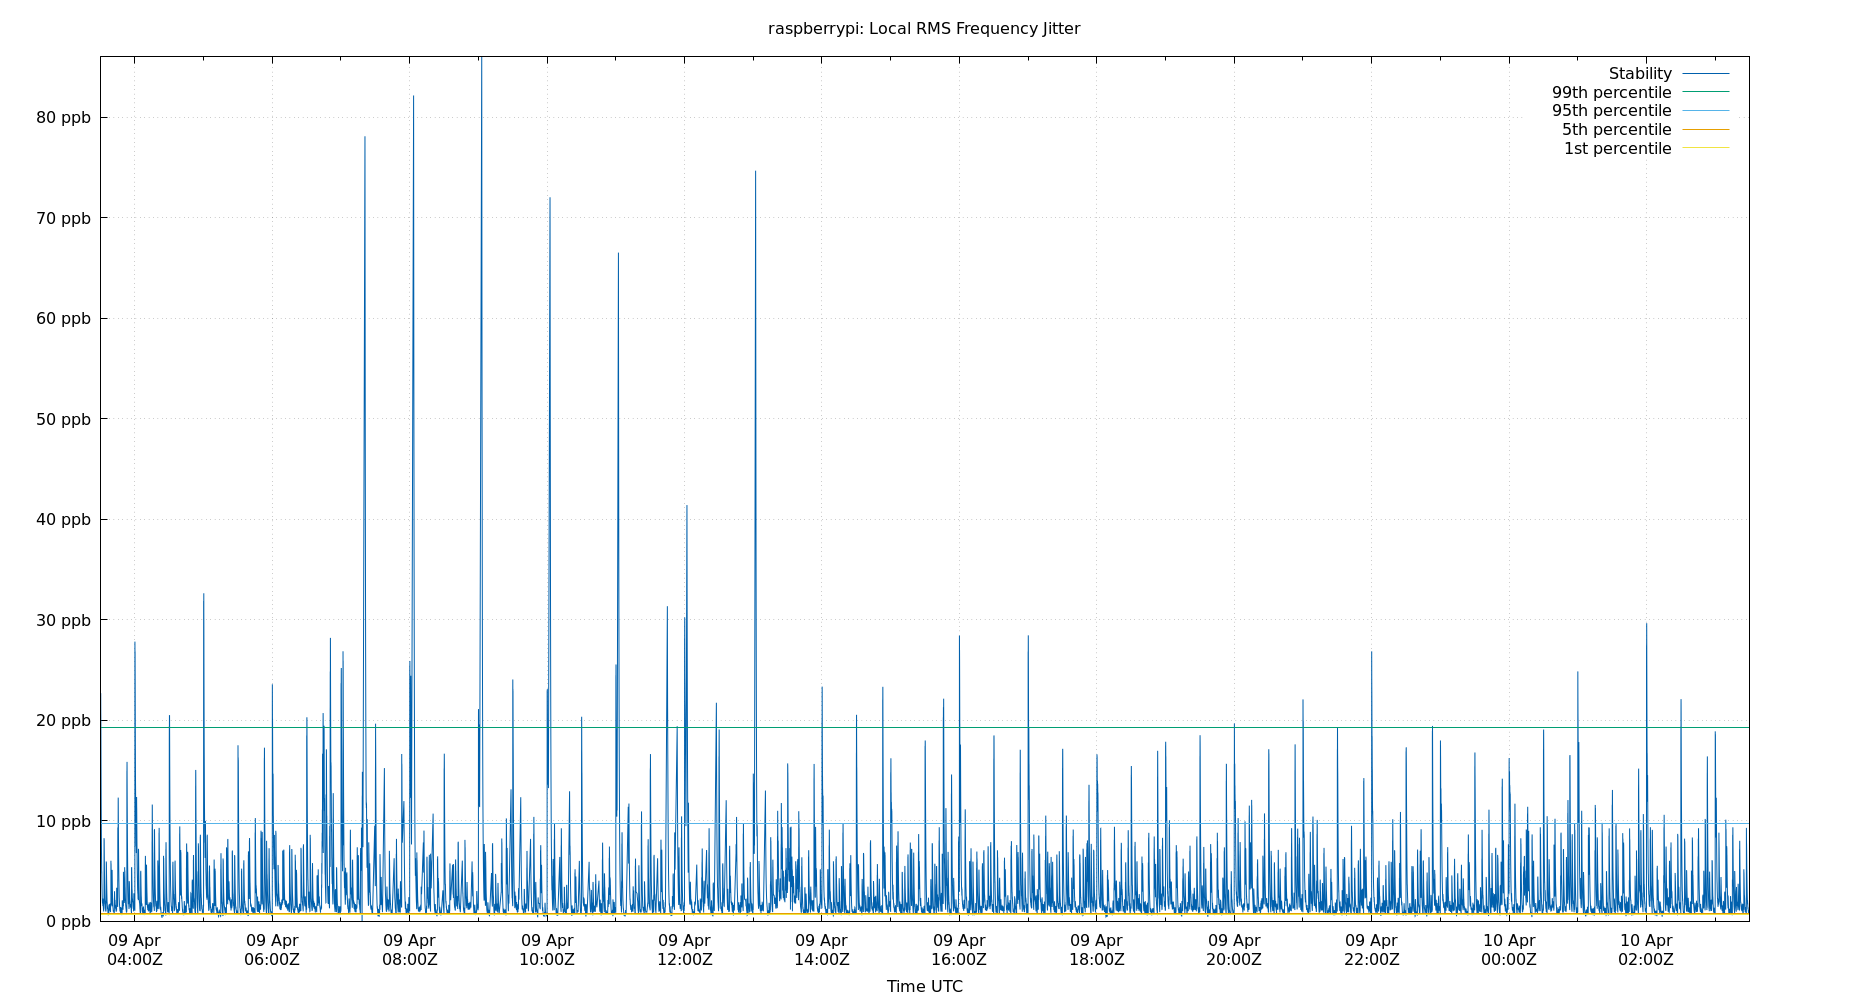 raspberrypi: Local RMS Frequency Jitter
Stability
99th percentile
95th percentile
5th percentile
1st percentile
80 ppb
70 ppb
60 ppb
50 ppb
40 ppb
30 ppb
20 ppb
10 ppb
0 ppb
09 Apr 09 Apr 09 Apr 09 Apr 09 Apr 09 Apr 09 Apr 09 Apr 09 Apr 09 Apr 10 Apr 10 Apr
04:00Z 06:00Z 08:00Z 10:00Z 12:00Z 14:00Z 16:00Z 18:00Z 20:00Z 22:00Z 00:00Z 02:00Z
Time UTC